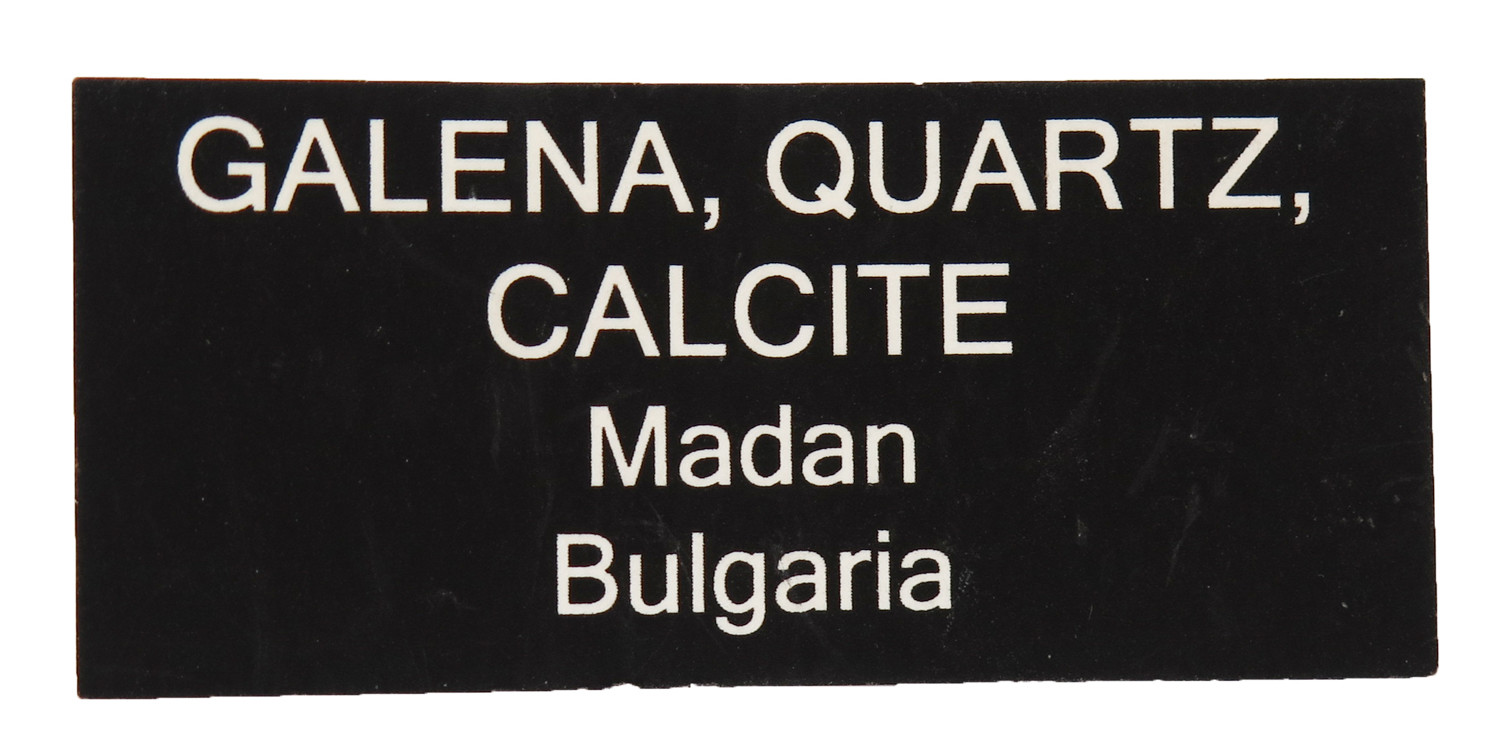 GALENA, QUARTZ,
CALCITE
Madan
Bulgaria